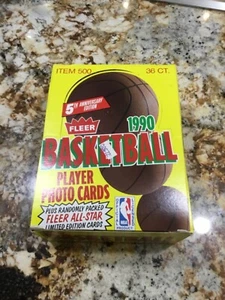 ITEM 500 36 CT.
5TH ANNIVERSARY
EDITION
FLEER
1990
BASKETBALL
PLAYER
PHOTO CARDS
PLUS RANDOMLY PACKED
FLEER ALL-STAR
LIMITED EDITION CARDS
NBA